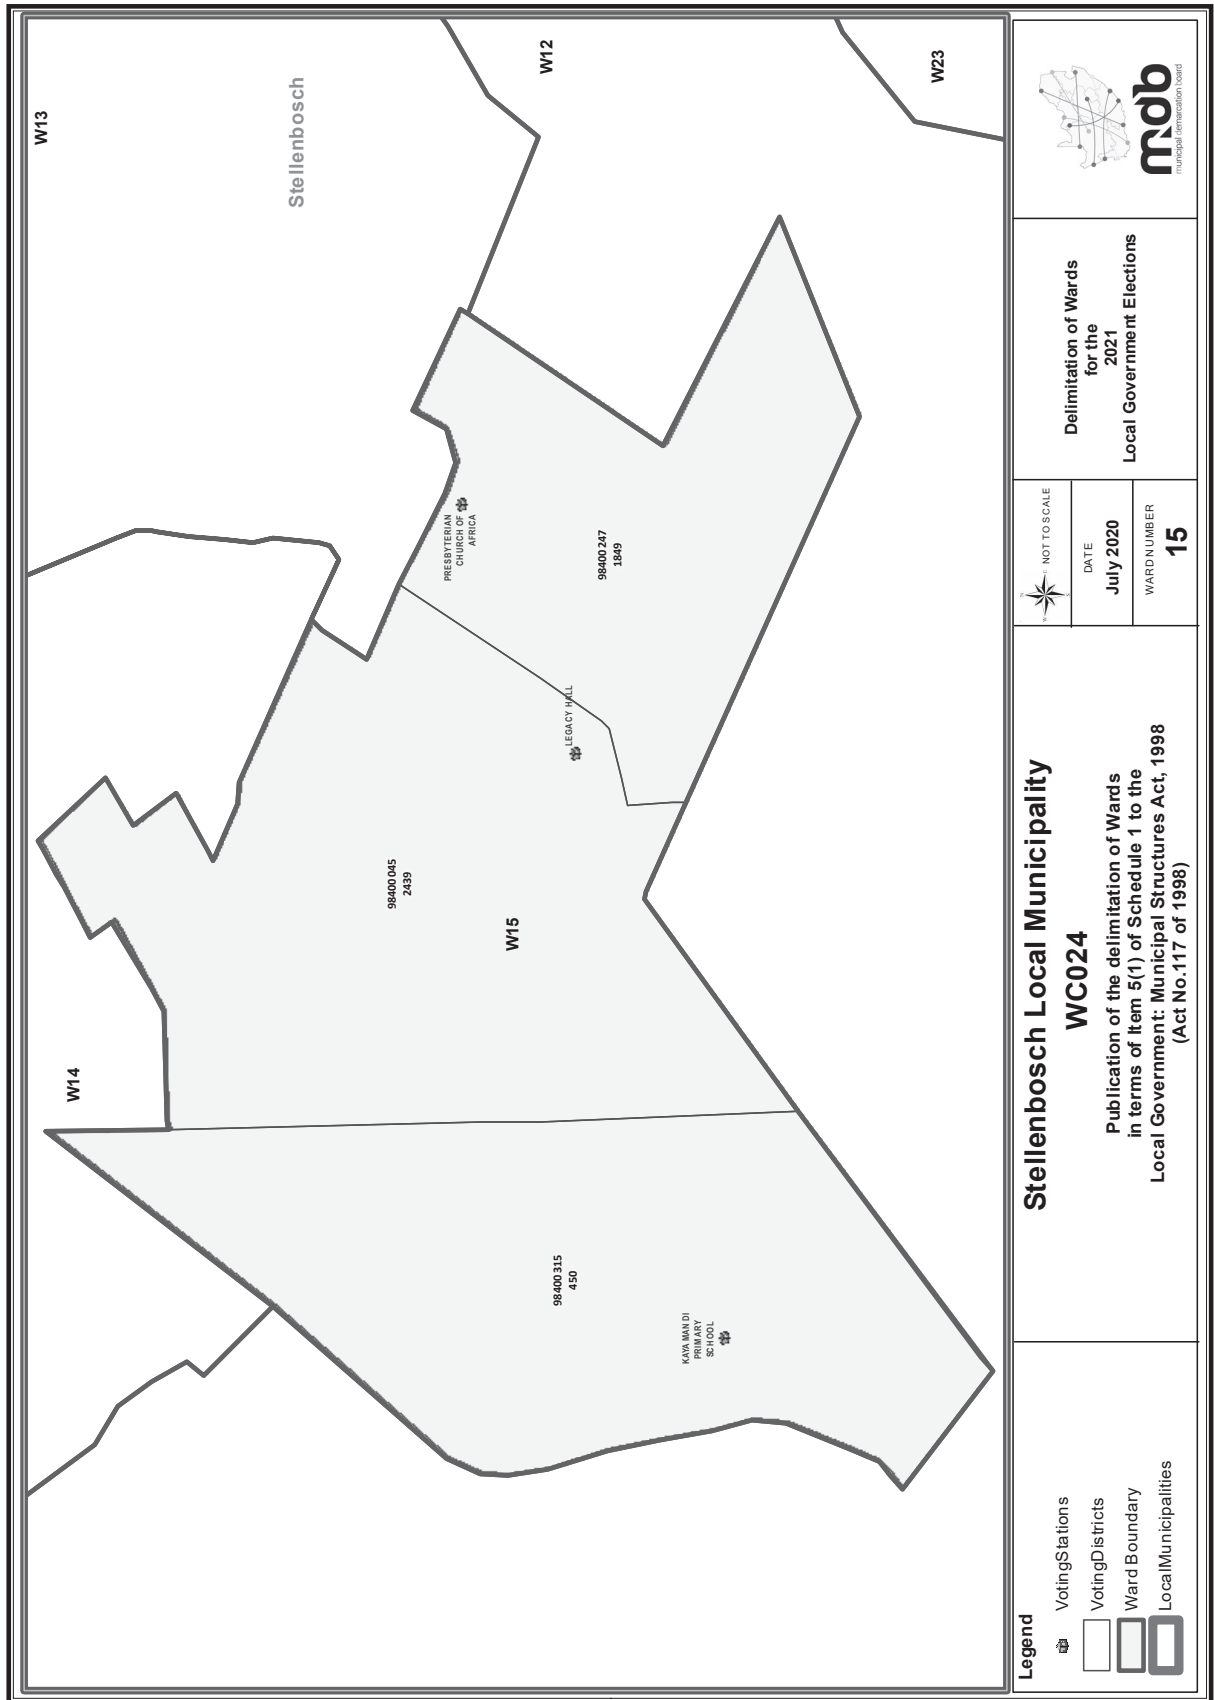 W13
Stellenbosch
W12
W23
W14
PRESBYTERIAN
CHURCH OF
AFRICA
98400247
1849
LEGACY HALL
98400045
2439
W15
98400315
450
KAYAMANDI
PRIMARY
SCHOOL
Legend
VotingStations
VotingDistricts
Ward Boundary
LocalMunicipalities
Stellenbosch Local Municipality
WC024
Publication of the delimitation of Wards
in terms of Item 5(1) of Schedule 1 to the
Local Government: Municipal Structures Act, 1998
(Act No.117 of 1998)
N
W
E
S
NOT TO SCALE
DATE
July 2020
WARDNUMBER
15
Delimitation of Wards
for the
2021
Local Government Elections
mdb
municipal demarcation board